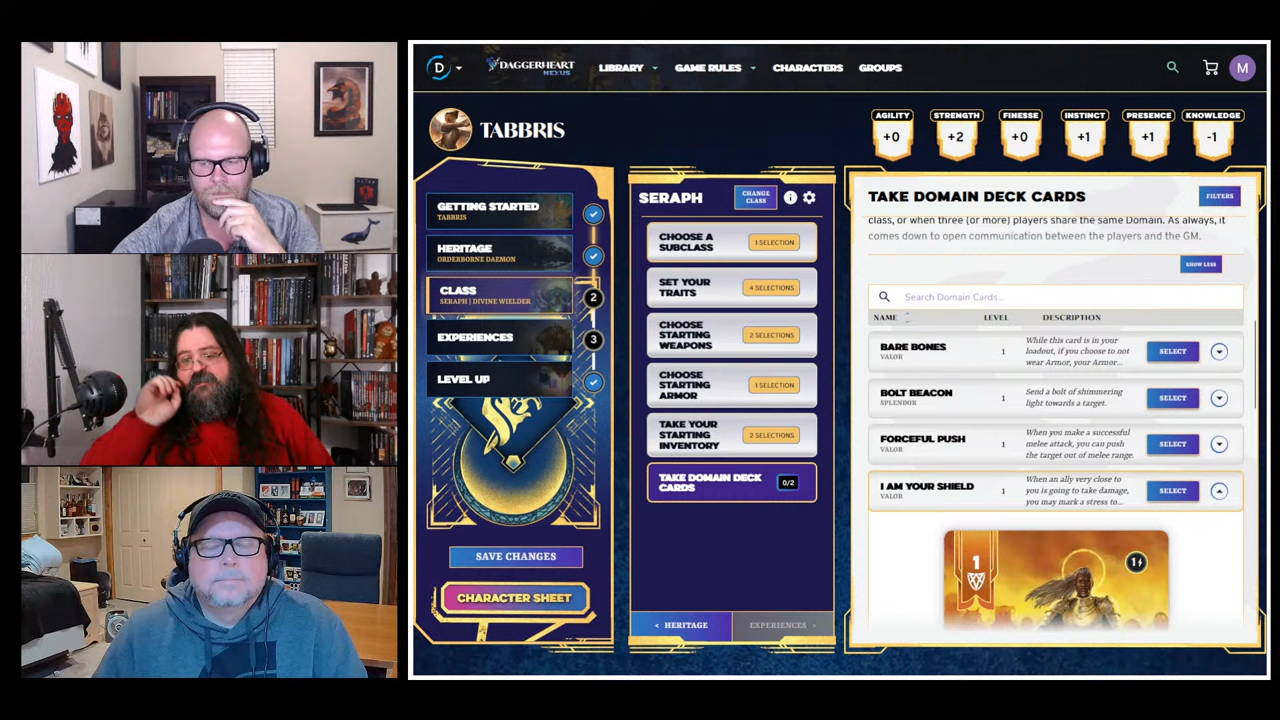 D
DAGGERHEART
NEXUS
LIBRARY
GAME RULES
CHARACTERS
GROUPS
M
TABBRIS
AGILITY
+0
STRENGTH
+2
FINESSE
+0
INSTINCT
+1
PRESENCE
+1
KNOWLEDGE
-1
GETTING STARTED
TABBRIS
HERITAGE
ORDERBORNE DAEMON
CLASS
SERAPH | DIVINE WIELDER
2
EXPERIENCES
3
LEVEL UP
SAVE CHANGES
CHARACTER SHEET
SERAPH
CHANGE
CLASS
CHOOSE A
SUBCLASS
1 SELECTION
SET YOUR
TRAITS
4 SELECTIONS
CHOOSE
STARTING
WEAPONS
2 SELECTIONS
CHOOSE
STARTING
ARMOR
1 SELECTION
TAKE YOUR
STARTING
INVENTORY
2 SELECTIONS
TAKE DOMAIN DECK
CARDS
0/2
< HERITAGE
EXPERIENCES >
TAKE DOMAIN DECK CARDS
FILTERS
class, or when three (or more) players share the same Domain. As always, it
comes down to open communication between the players and the GM.
SHOW LESS
Search Domain Cards...
NAME LEVEL DESCRIPTION
BARE BONES
VALOR
1
While this card is in your
loadout, if you choose to not
wear Armor, your Armor...
SELECT
BOLT BEACON
SPLENDOR
1
Send a bolt of shimmering
light towards a target.
SELECT
FORCEFUL PUSH
VALOR
1
When you make a successful
melee attack, you can push
the target out of melee range.
SELECT
I AM YOUR SHIELD
VALOR
1
When an ally very close to
you is going to take damage,
you may mark a stress to...
SELECT
1
1